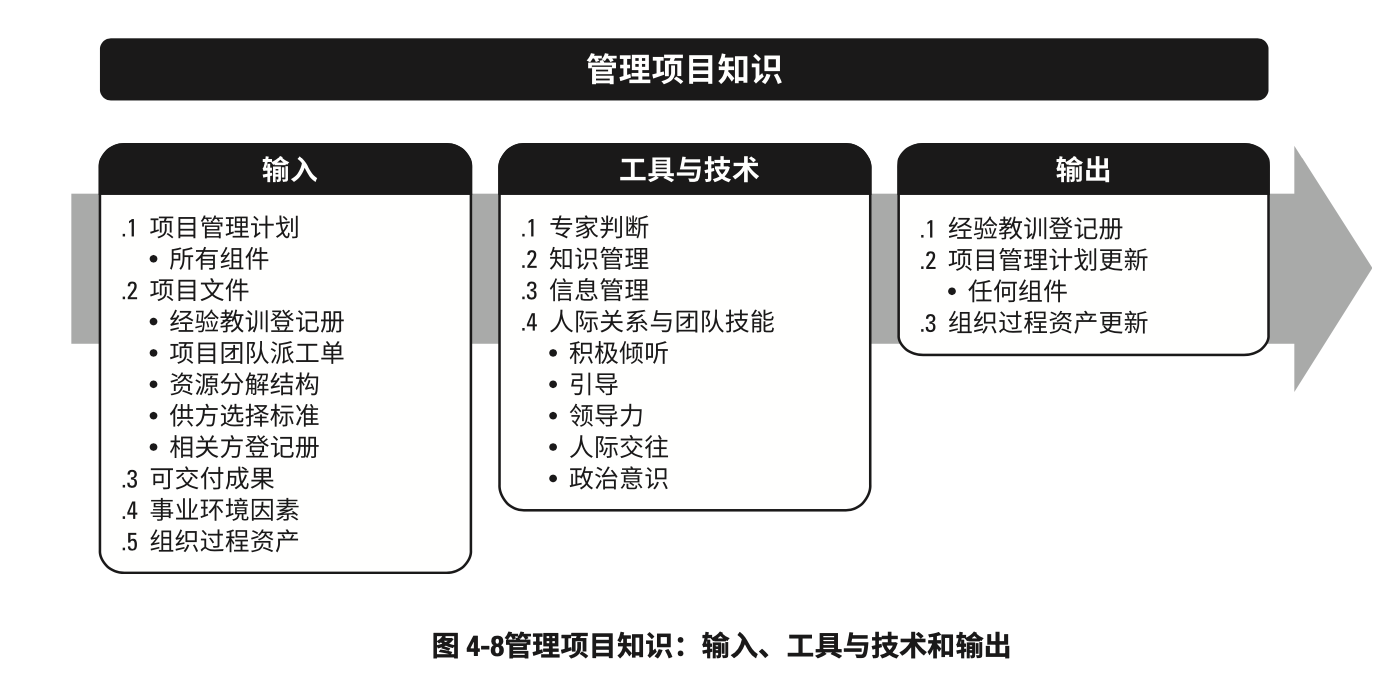 管理项目知识
输入
.1 项目管理计划
• 所有组件
.2 项目文件
• 经验教训登记册
• 项目团队派工单
• 资源分解结构
• 供方选择标准
• 相关方登记册
.3 可交付成果
.4 事业环境因素
.5 组织过程资产
工具与技术
.1 专家判断
.2 知识管理
.3 信息管理
.4 人际关系与团队技能
• 积极倾听
• 引导
• 领导力
• 人际交往
• 政治意识
输出
.1 经验教训登记册
.2 项目管理计划更新
• 任何组件
.3 组织过程资产更新
图 4-8管理项目知识：输入、工具与技术和输出